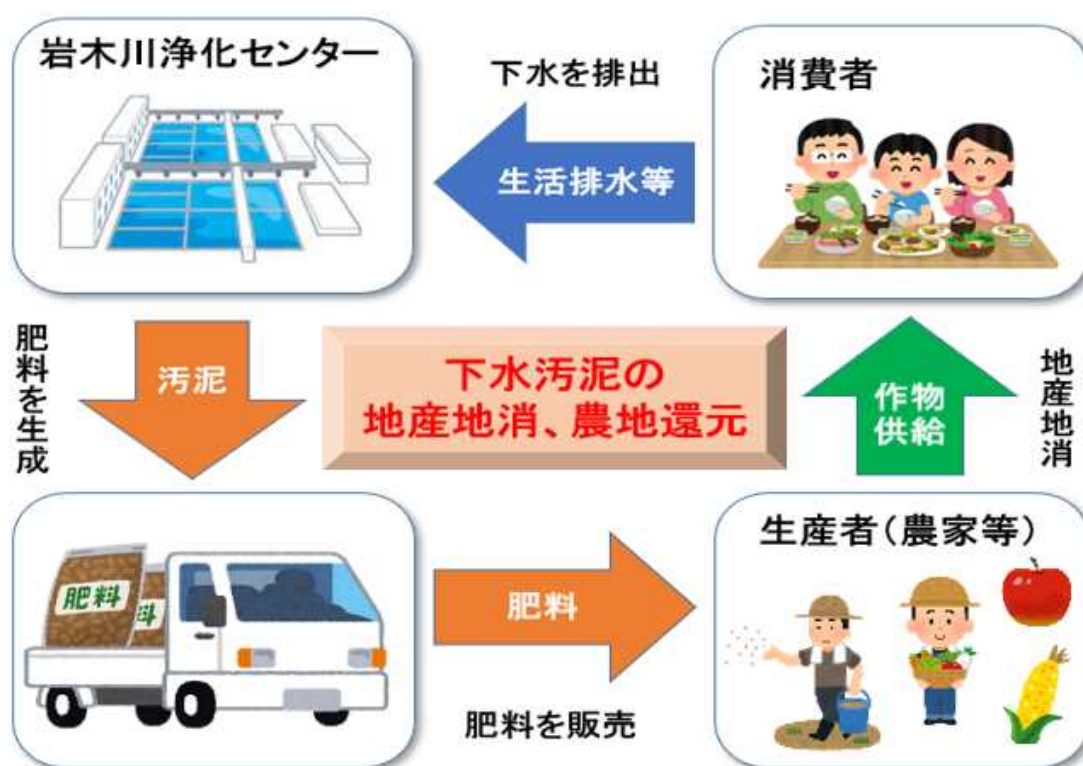 岩木川浄化センター
下水を排出
生活排水等
消費者
肥料を生成
汚泥
下水汚泥の
地産地消、農地還元
作物
供給
地産地消
肥料
肥料
肥料
肥料を販売
生産者(農家等)